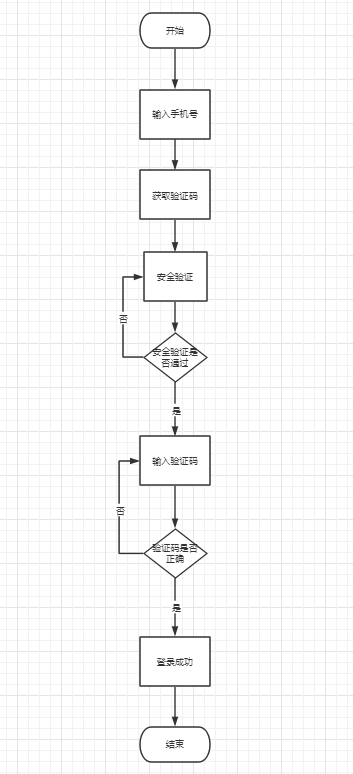 开始
输入手机号
获取验证码
安全验证
否
安全验证是
否通过
是
输入验证码
否
验证码是否
正确
是
登录成功
结束